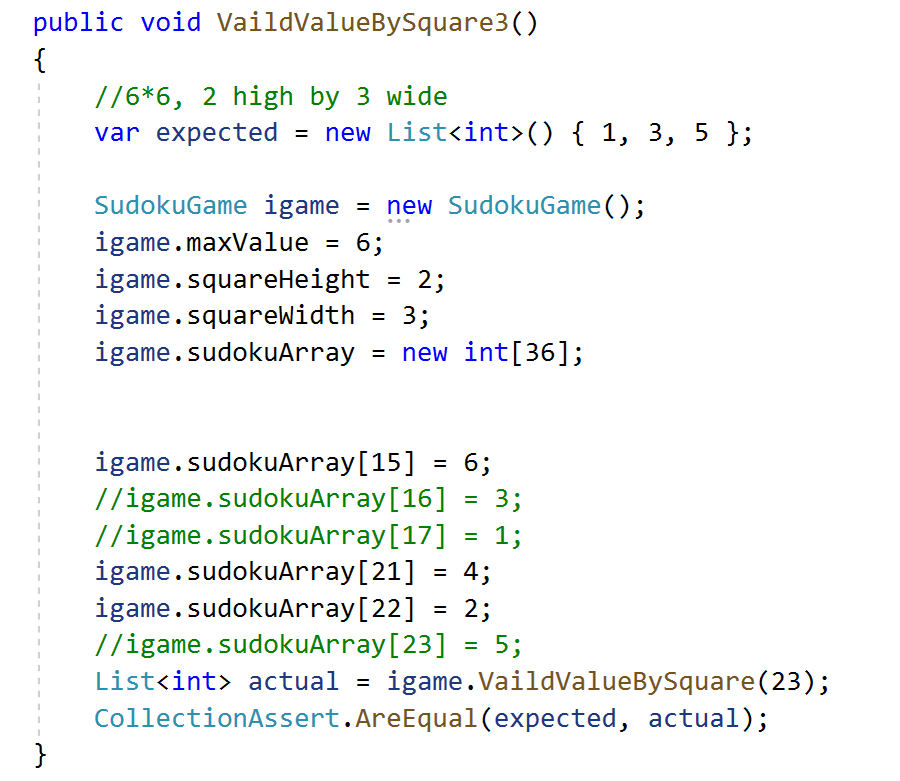 public void VaildValueBySquare3()
{
//6*6, 2 high by 3 wide
var expected = new List<int>() { 1, 3, 5 };
SudokuGame igame = new SudokuGame();
igame.maxValue = 6;
igame.squareHeight = 2;
igame.squareWidth = 3;
igame.sudokuArray = new int[36];
igame.sudokuArray[15] = 6;
//igame.sudokuArray[16] = 3;
//igame.sudokuArray[17] = 1;
igame.sudokuArray[21] = 4;
igame.sudokuArray[22] = 2;
//igame.sudokuArray[23] = 5;
List<int> actual = igame.VaildValueBySquare(23);
CollectionAssert.AreEqual(expected, actual);
}